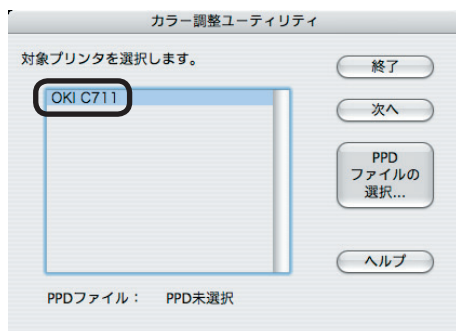 カラー調整ユーティリティ
対象プリンタを選択します。
OKI C711
終了
次へ
PPD
ファイルの
選択...
ヘルプ
PPDファイル： PPD未選択